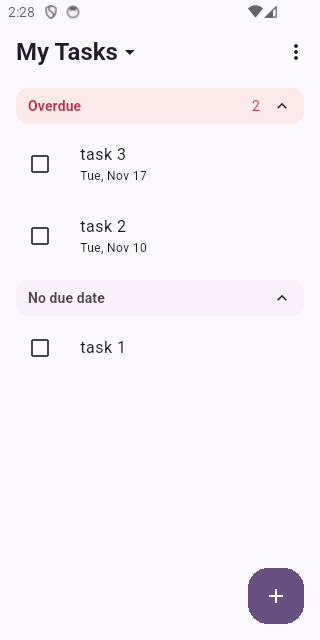 2:28
My Tasks
Overdue 2
task 3
Tue, Nov 17
task 2
Tue, Nov 10
No due date
task 1